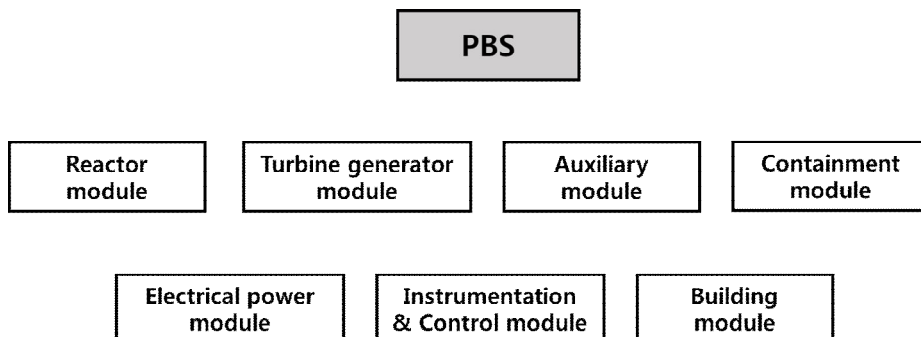 PBS
Reactor
module
Turbine generator
module
Auxiliary
module
Containment
module
Electrical power
module
Instrumentation
& Control module
Building
module